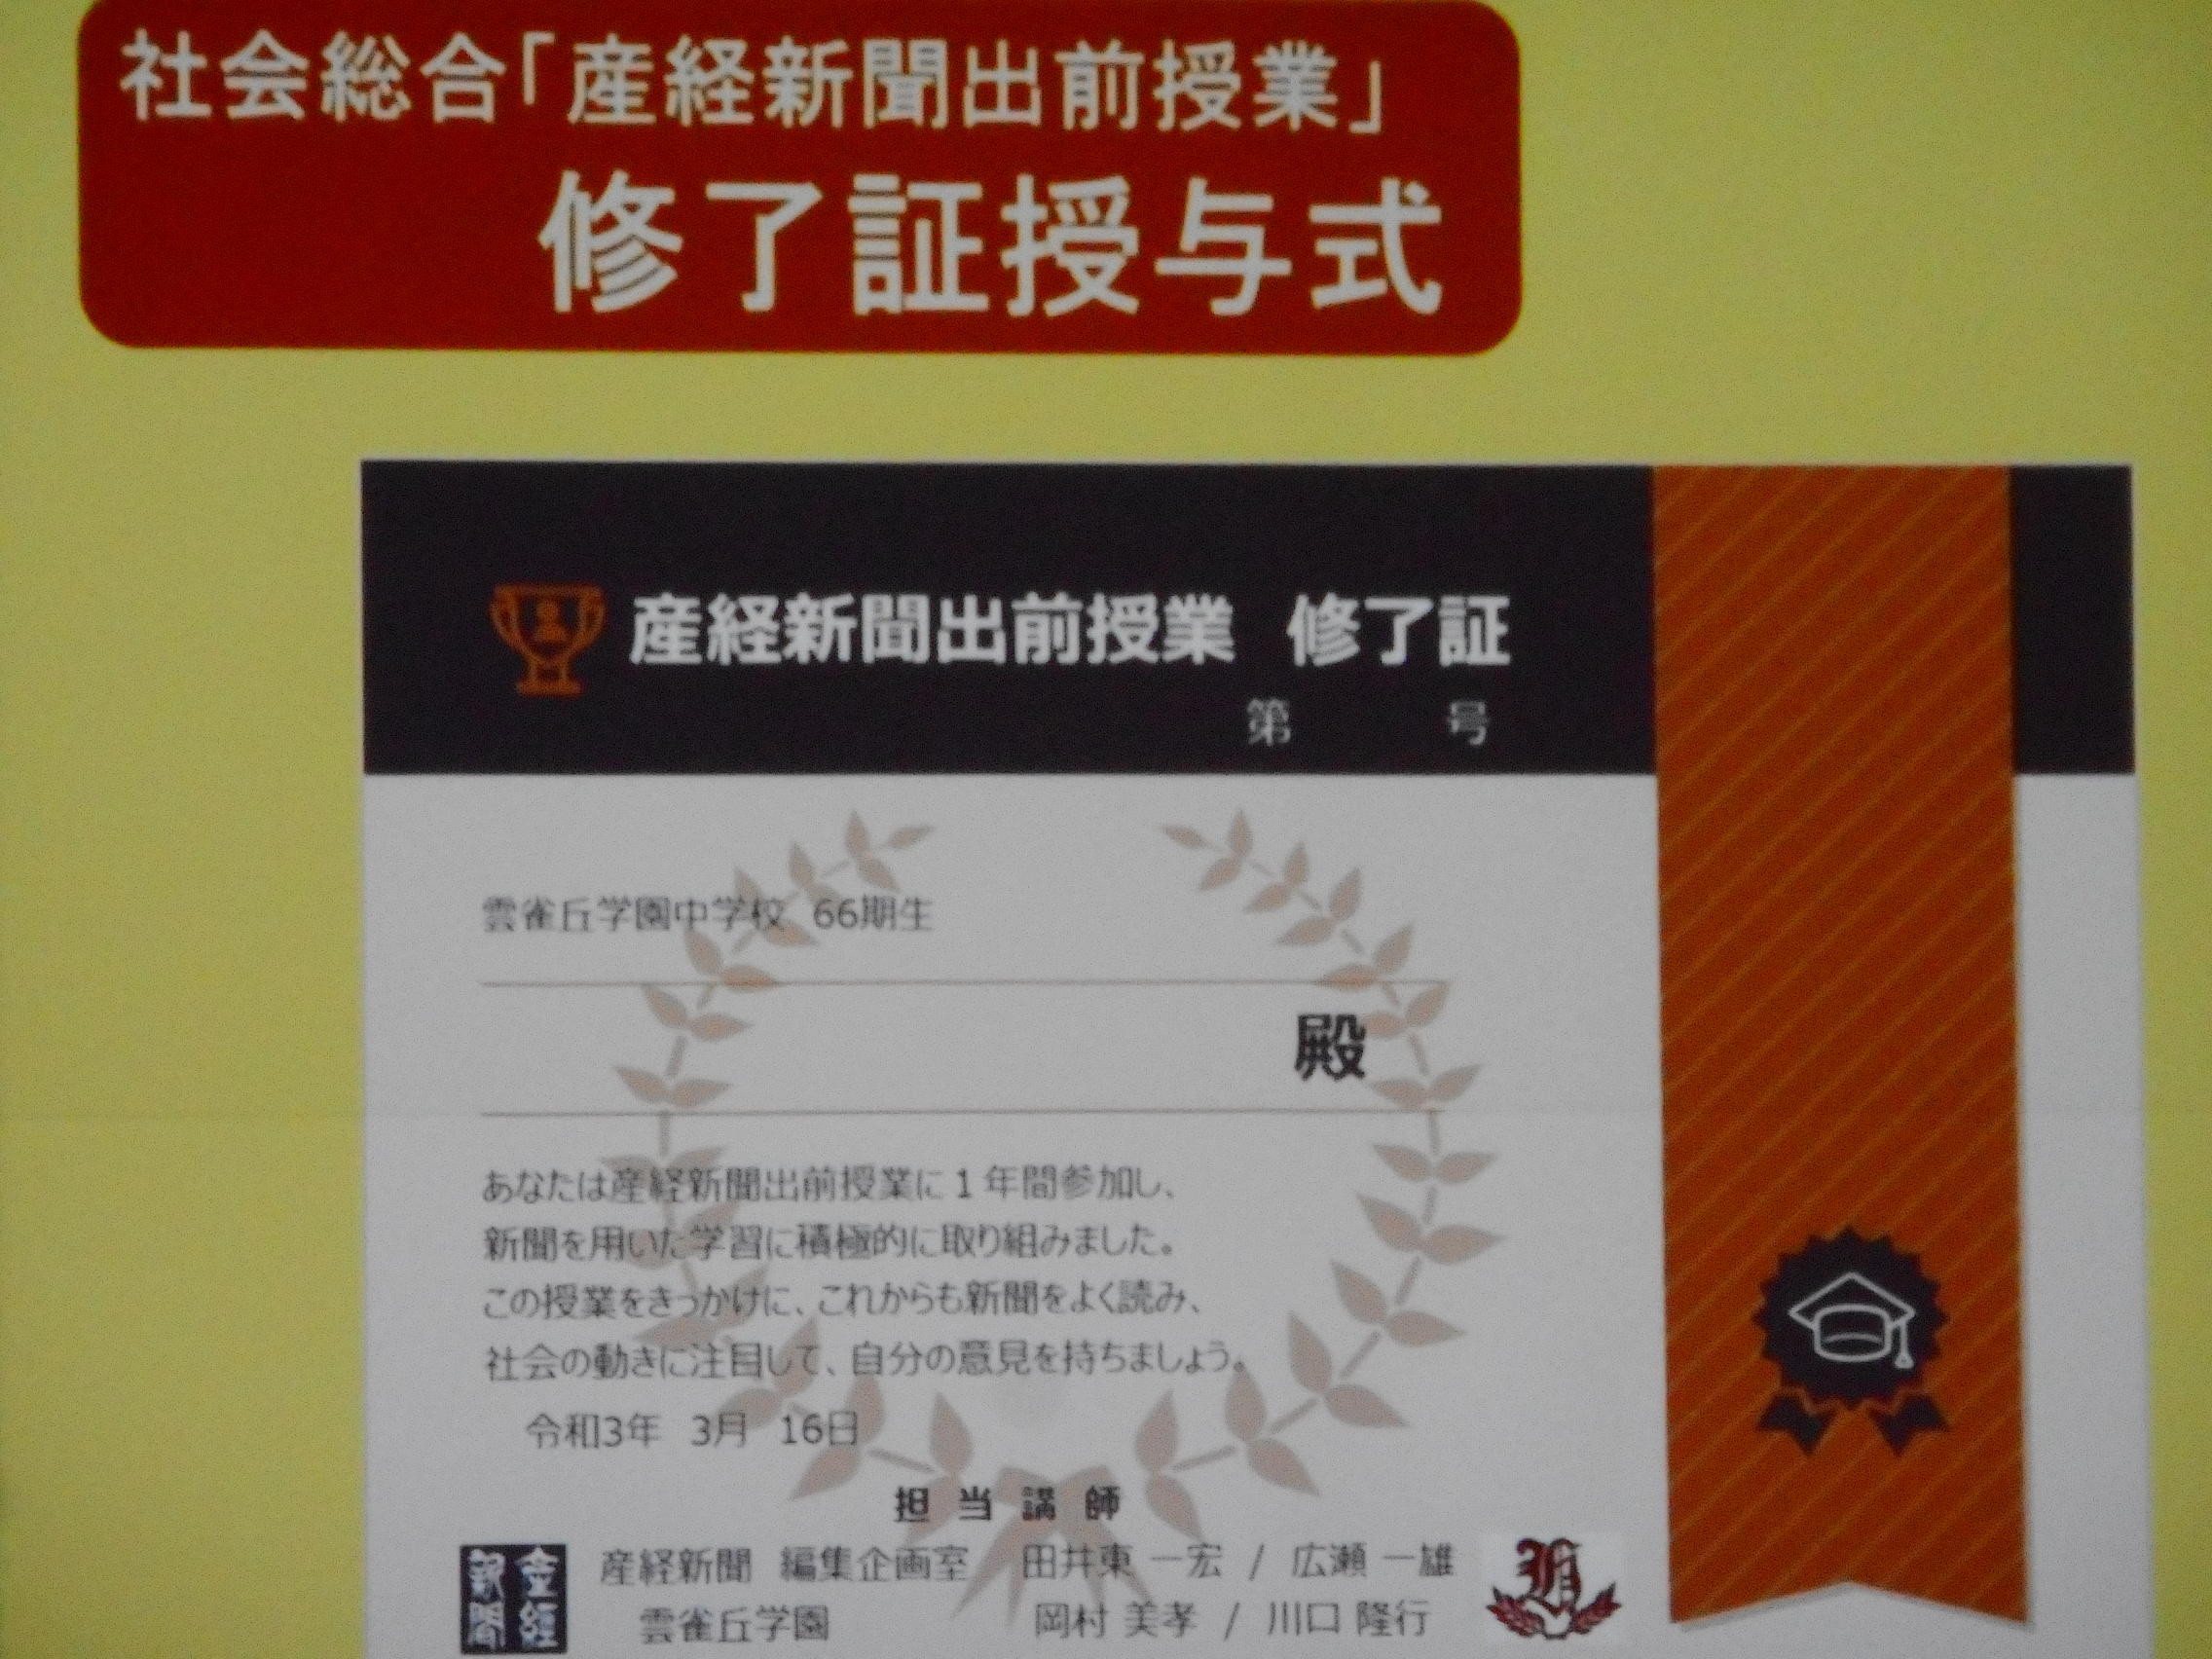 社会総合「産経新聞出前授業」
修了証授与式
産経新聞出前授業 修了証
第 号
雲雀丘学園中学校 66期生
殿
あなたは産経新聞出前授業に1年間参加し、
新聞を用いた学習に積極的に取り組みました。
この授業をきっかけに、これからも新聞をよく読み、
社会の動きに注目して、自分の意見を持ちましょう。
令和3年 3月 16日
担当講師
産経新聞
産経新聞 編集企画室 田井東 一宏 / 広瀬 一雄
雲雀丘学園 岡村 美孝 / 川口 隆行
H